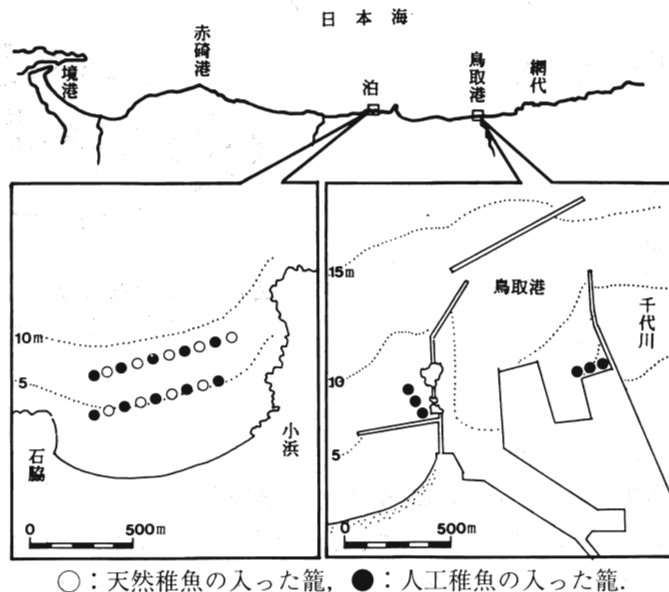 日本海
境港
赤碕港
泊
鳥取港
網代
10m
5
石脇
小浜
0 500m
15m
10
5
鳥取港
千代川
0 500m
○：天然稚魚の入った籠，●：人工稚魚の入った籠.